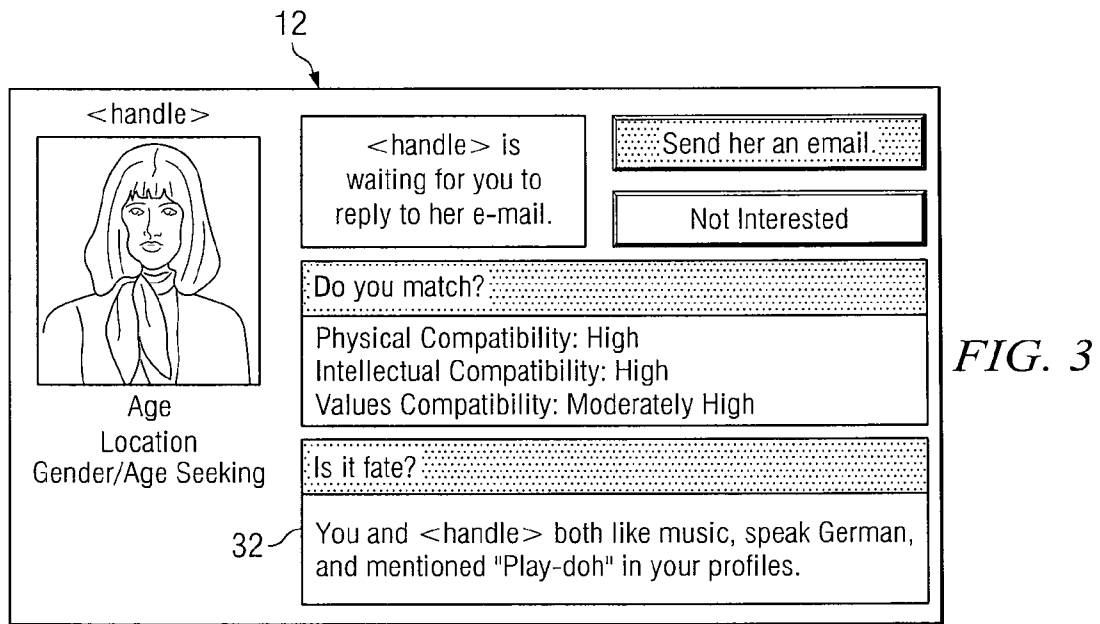 12
<handle>
<handle> is
waiting for you to
reply to her e-mail.
Send her an email.
Not Interested
Do you match?
Physical Compatibility: High
Intellectual Compatibility: High
Values Compatibility: Moderately High
FIG. 3
Age
Location
Gender/Age Seeking
Is it fate?
32
You and <handle> both like music, speak German,
and mentioned "Play-doh" in your profiles.